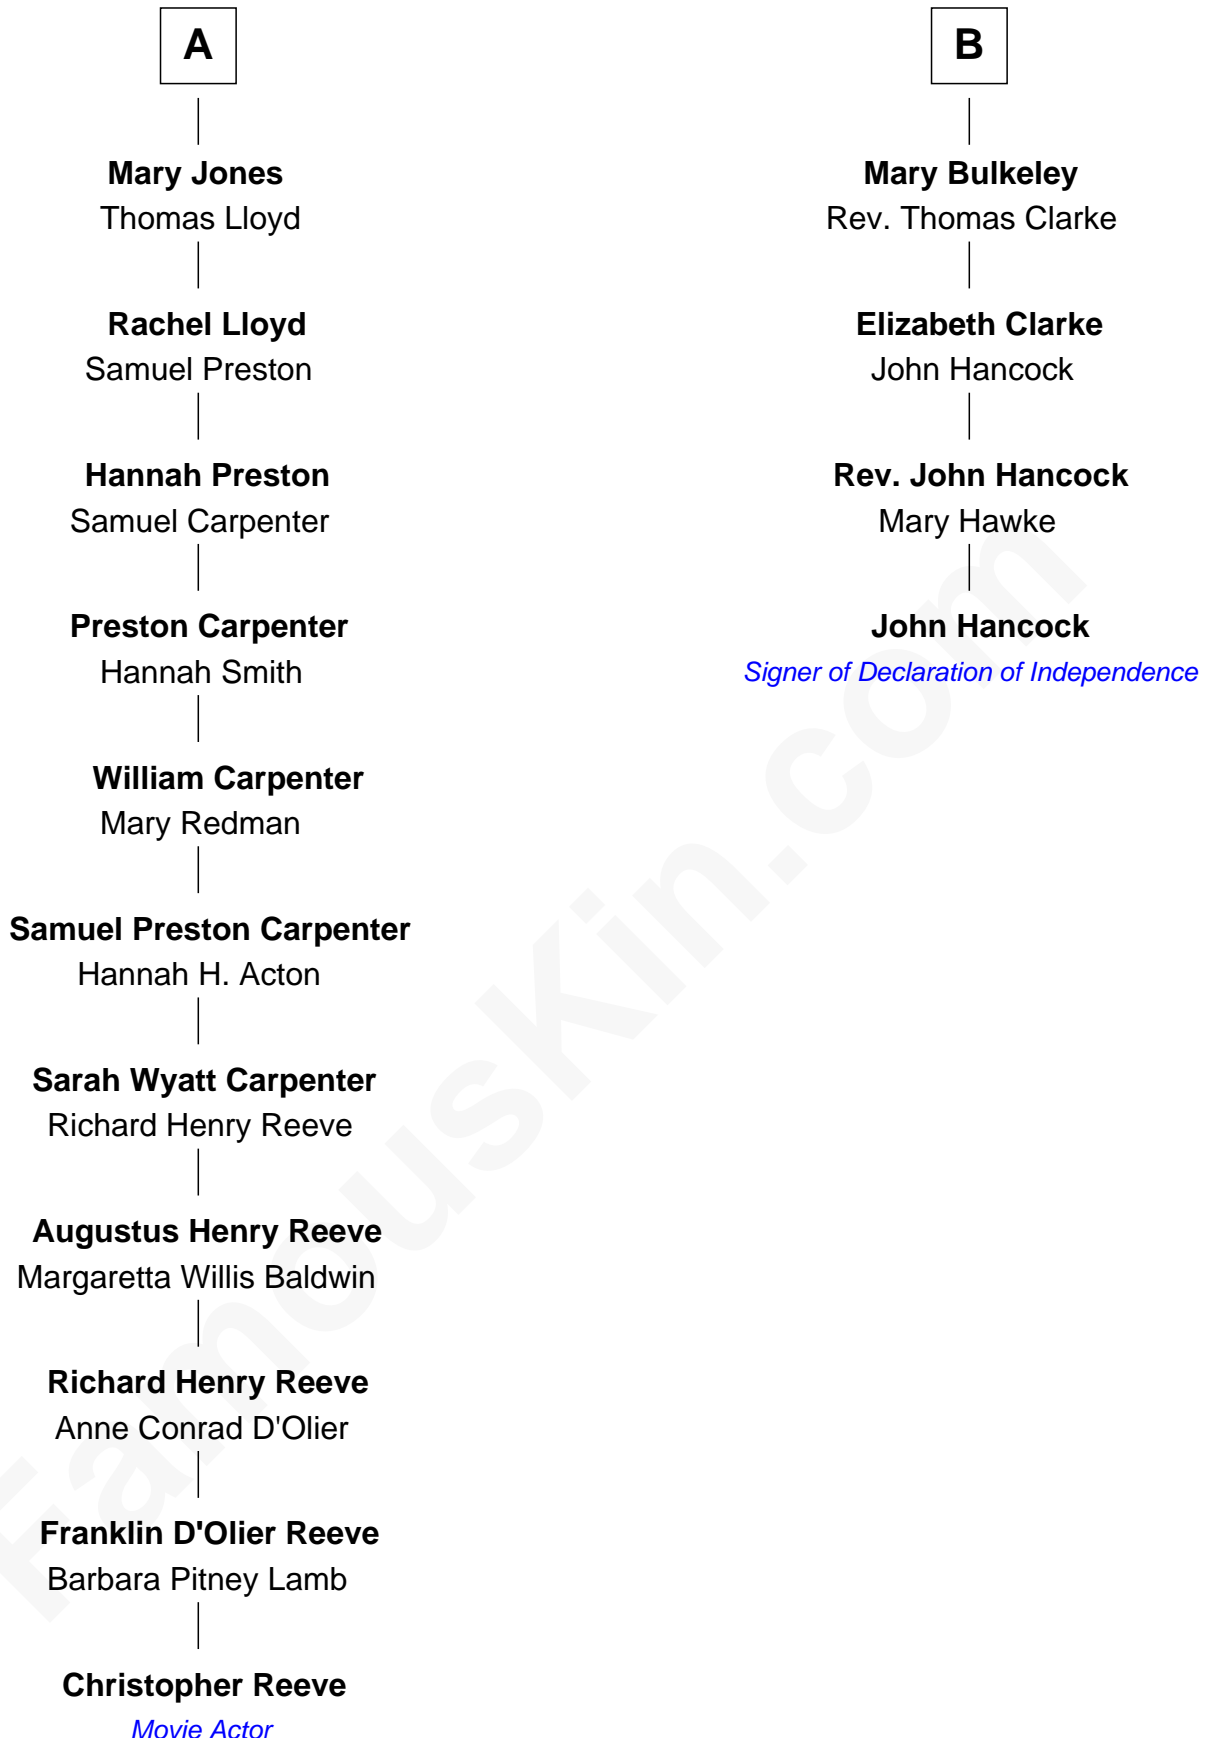 A
Mary Jones
Thomas Lloyd
Rachel Lloyd
Samuel Preston
Hannah Preston
Samuel Carpenter
Preston Carpenter
Hannah Smith
William Carpenter
Mary Redman
Samuel Preston Carpenter
Hannah H. Acton
Sarah Wyatt Carpenter
Richard Henry Reeve
Augustus Henry Reeve
Margaretta Willis Baldwin
Richard Henry Reeve
Anne Conrad D'Olier
Franklin D'Olier Reeve
Barbara Pitney Lamb
Christopher Reeve
Movie Actor
B
Mary Bulkeley
Rev. Thomas Clarke
Elizabeth Clarke
John Hancock
Rev. John Hancock
Mary Hawke
John Hancock
Signer of Declaration of Independence
FamousKin.com